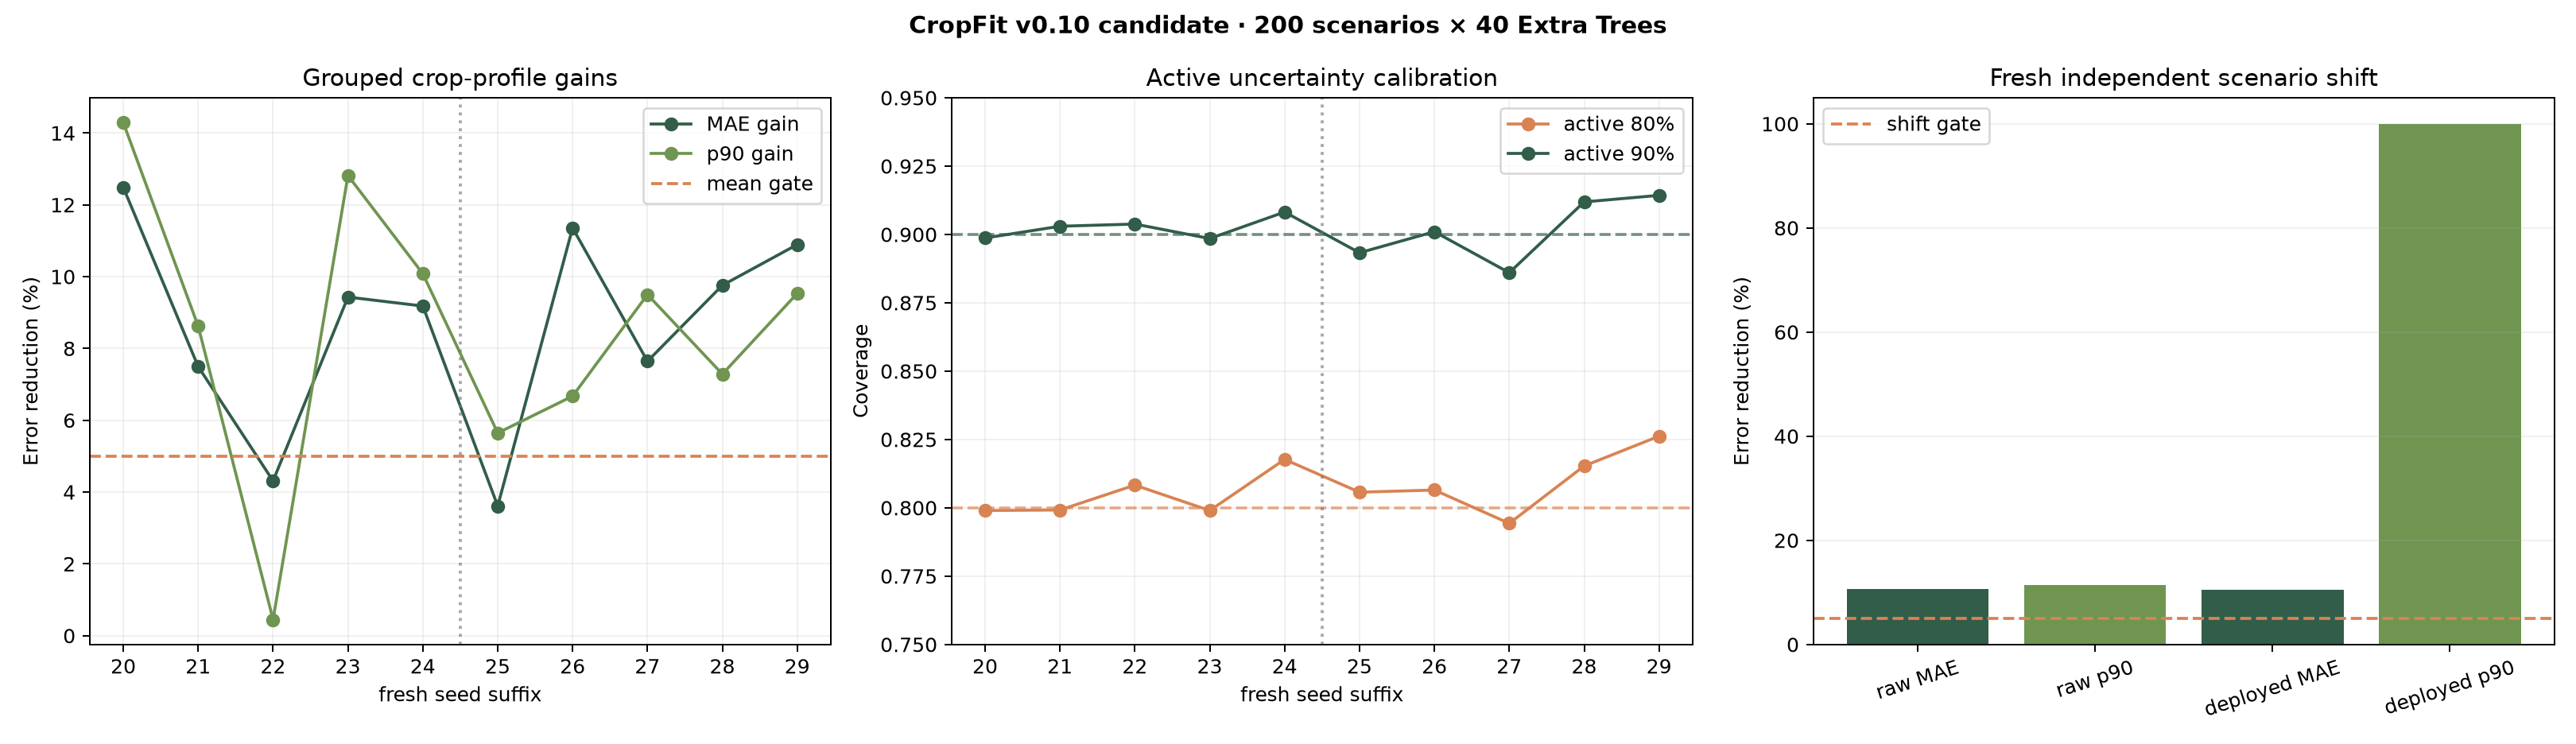 CropFit v0.10 candidate · 200 scenarios × 40 Extra Trees
Grouped crop-profile gains
MAE gain
p90 gain
mean gate
Error reduction (%)
14
12
10
8
6
4
2
0
20 21 22 23 24 25 26 27 28 29
fresh seed suffix
Active uncertainty calibration
active 80%
active 90%
Coverage
0.950
0.925
0.900
0.875
0.850
0.825
0.800
0.775
0.750
20 21 22 23 24 25 26 27 28 29
fresh seed suffix
Fresh independent scenario shift
shift gate
Error reduction (%)
100
80
60
40
20
0
raw MAE
raw p90
deployed MAE
deployed p90